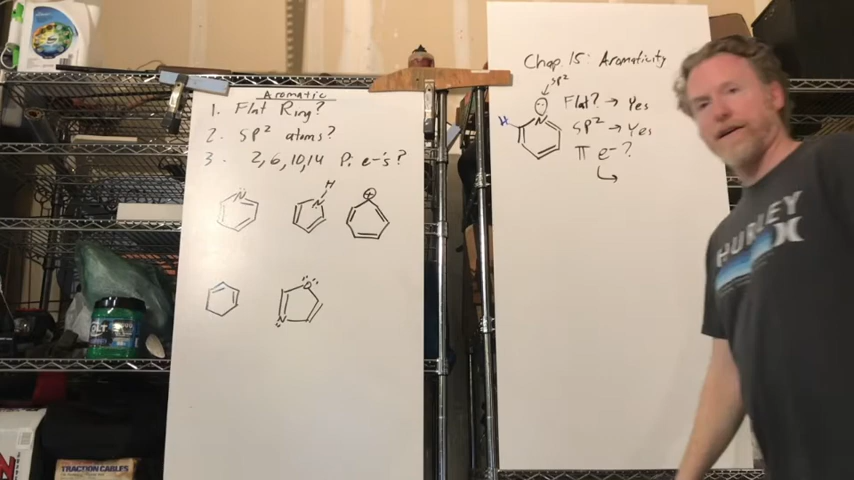 Aromatic
1. Flat Ring?
2. SP² atoms?
3. 2,6,10,14 Pi e-'s?
N
N
H
⊕
O
N
Chap 15: Aromaticity
SP²
Flat? → Yes
SP² → Yes
π e-?
N
H
HURLEY
TRACTION CABLES